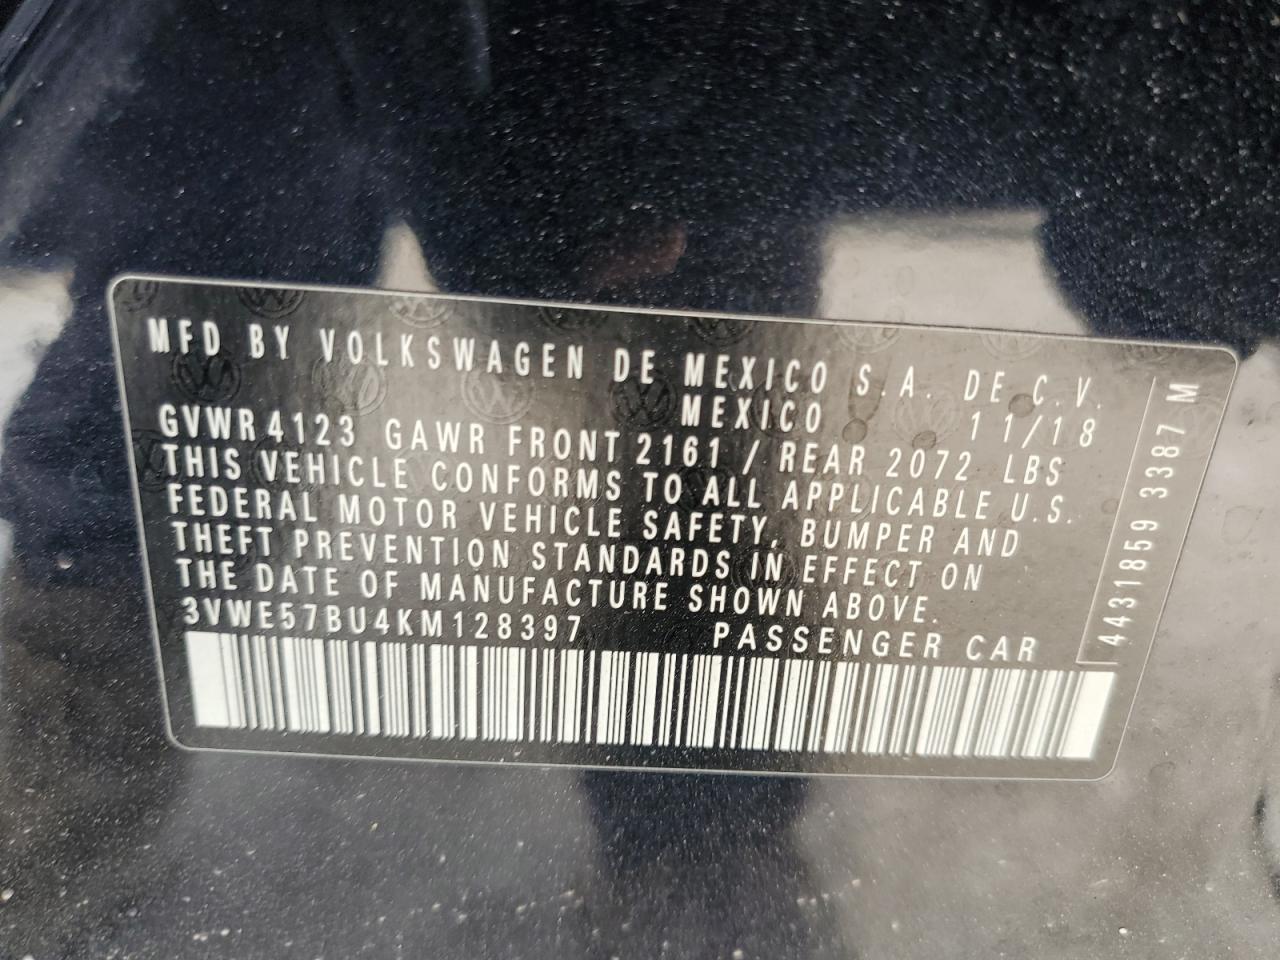 MFD BY VOLKSWAGEN DE MEXICO S.A. DE C.V.
MEXICO 11/18
GVWR 4123 GAWR FRONT 2161 / REAR 2072 LBS
THIS VEHICLE CONFORMS TO ALL APPLICABLE U.S.
FEDERAL MOTOR VEHICLE SAFETY, BUMPER AND
THEFT PREVENTION STANDARDS IN EFFECT ON
THE DATE OF MANUFACTURE SHOWN ABOVE.
3VWE57BU4KM128397 PASSENGER CAR
4431859 3387 M